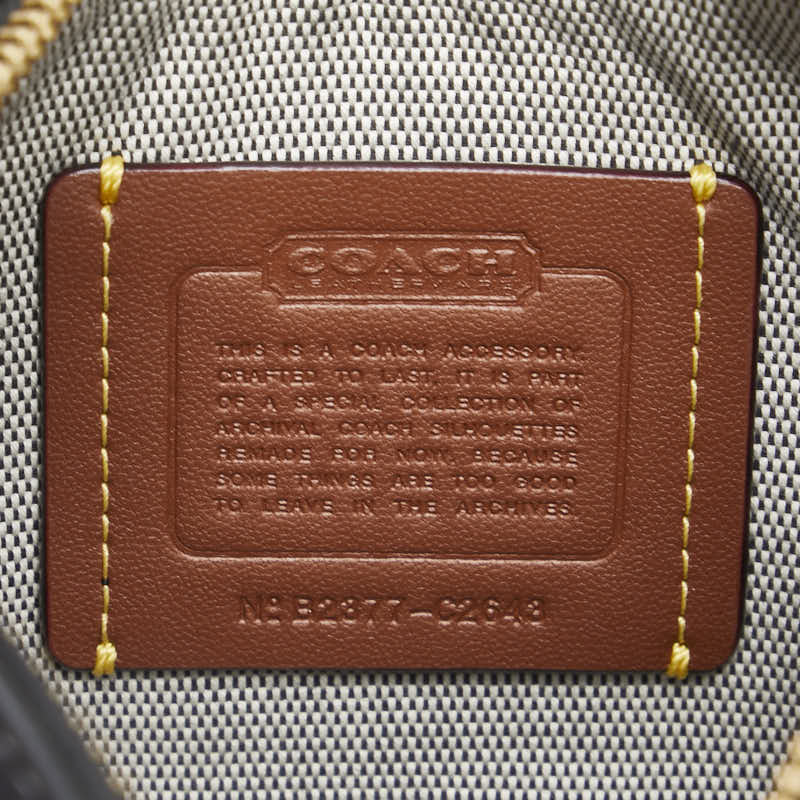 COACH
LEATHERWARE
THIS IS A COACH ACCESSORY,
CRAFTED TO LAST. IT IS PART
OF A SPECIAL COLLECTION OF
ARCHIVAL COACH SILHOUETTES
REMADE FOR NOW. BECAUSE
SOME THINGS ARE TOO GOOD
TO LEAVE IN THE ARCHIVES.
Nº B2377-C2643